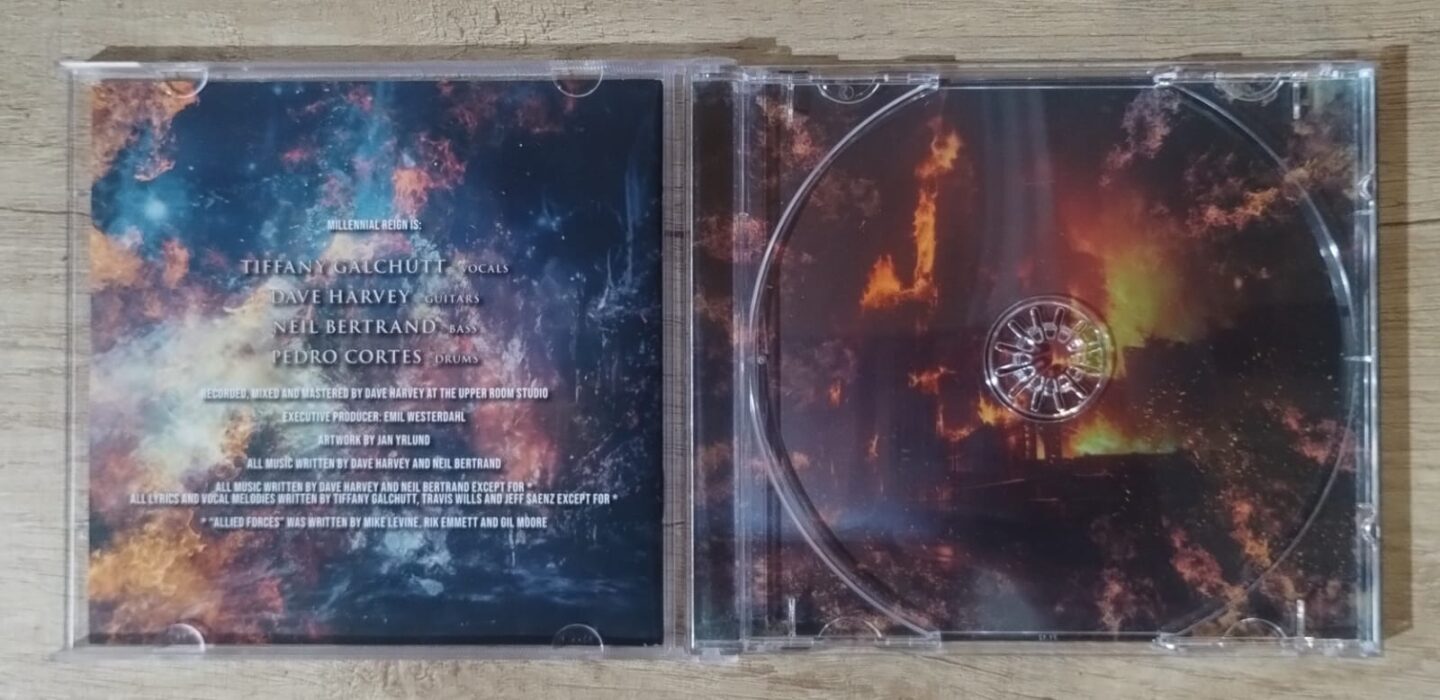 MILLENNIAL REIGN IS:
TIFFANY GALCHUTT - VOCALS
DAVE HARVEY - GUITARS
NEIL BERTRAND - BASS
PEDRO CORTES - DRUMS
RECORDED, MIXED AND MASTERED BY DAVE HARVEY AT THE UPPER ROOM STUDIO
EXECUTIVE PRODUCER: EMIL WESTERDAHL
ARTWORK BY JAN YRLUND
ALL MUSIC WRITTEN BY DAVE HARVEY AND NEIL BERTRAND
ALL MUSIC WRITTEN BY DAVE HARVEY AND NEIL BERTRAND EXCEPT FOR *
ALL LYRICS AND VOCAL MELODIES WRITTEN BY TIFFANY GALCHUTT, TRAVIS WILLS AND JEFF SAENZ EXCEPT FOR *
* "ALLIED FORCES" WAS WRITTEN BY MIKE LEVINE, RIK EMMETT AND GIL MOORE